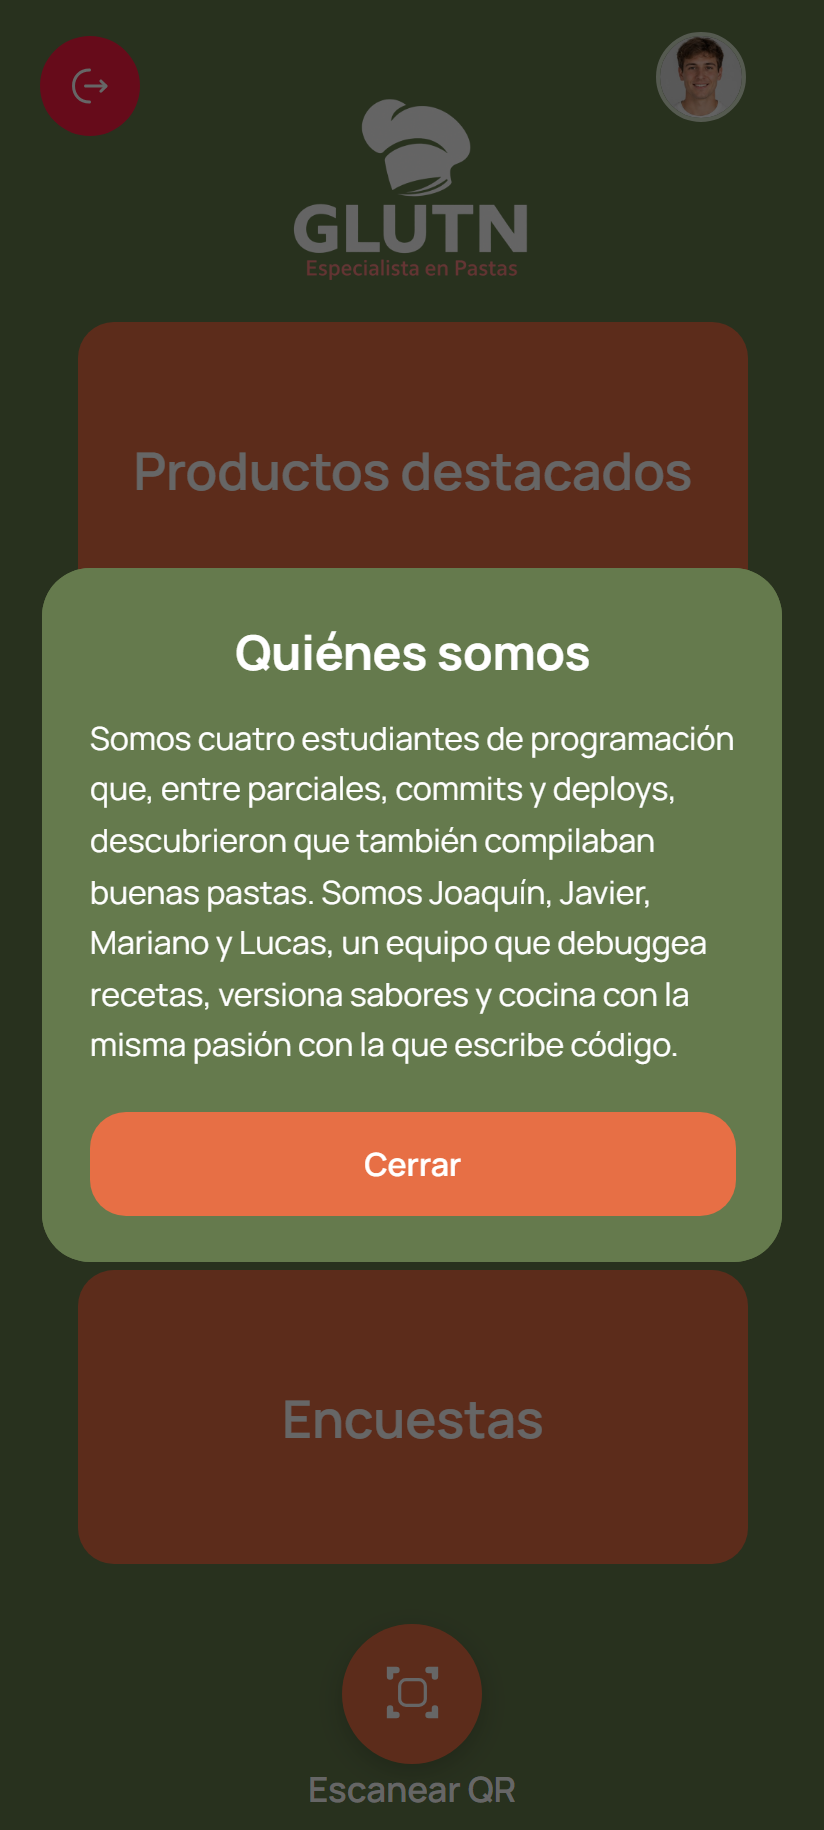 GLUTN
Especialista en Pastas
Productos destacados
Quiénes somos
Somos cuatro estudiantes de programación
que, entre parciales, commits y deploys,
descubrieron que también compilaban
buenas pastas. Somos Joaquín, Javier,
Mariano y Lucas, un equipo que debuggea
recetas, versiona sabores y cocina con la
misma pasión con la que escribe código.
Cerrar
Encuestas
Escanear QR